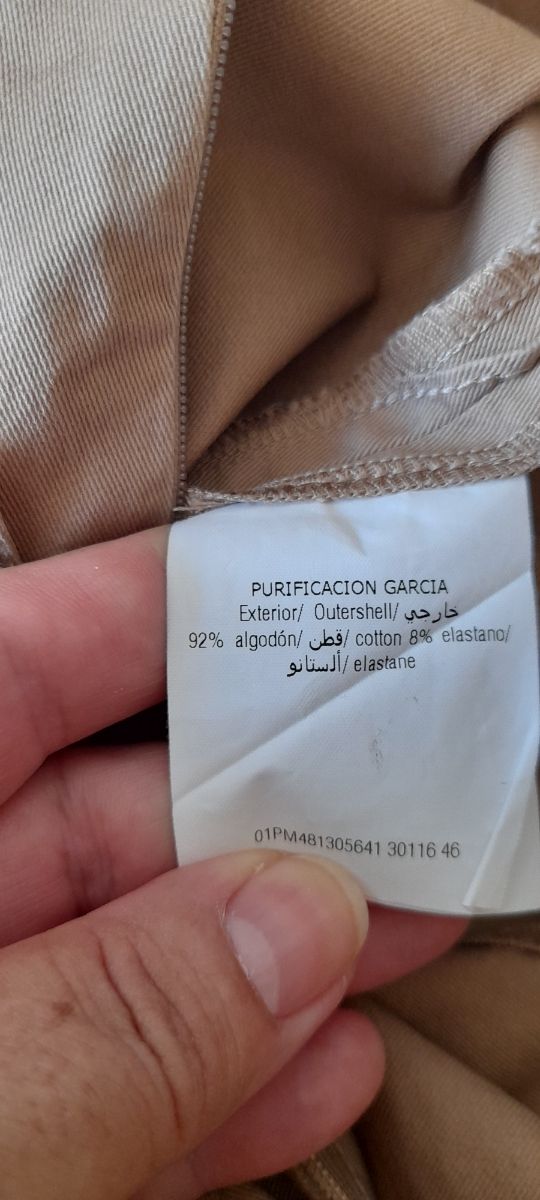 PURIFICACION GARCIA
Exterior/ Outershell/ خارجي
92% algodón/ قطن/ cotton 8% elastano/
ألستانو/ elastane
01PM481305641 30116 46